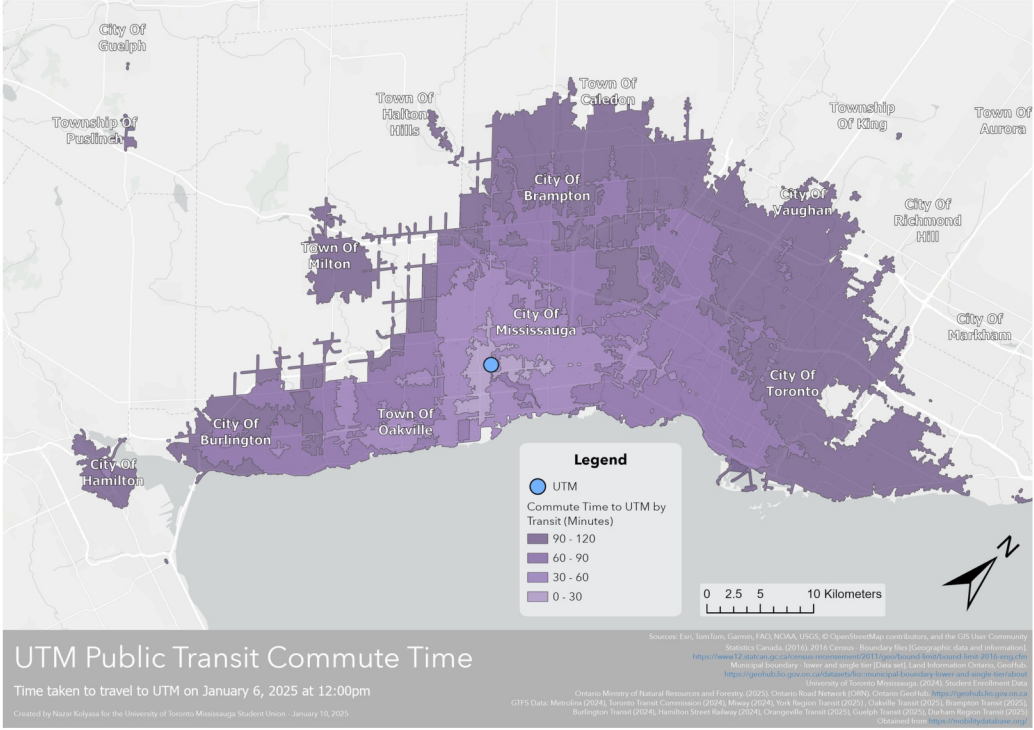 City Of
Guelph
Township Of
Puslinch
Town Of
Halton
Hills
Town Of
Caledon
Township
Of King
Town Of
Aurora
City Of
Brampton
City Of
Vaughan
City Of
Richmond
Hill
Town Of
Milton
City Of
Mississauga
City Of
Markham
City Of
Toronto
Town Of
Oakville
City Of
Burlington
City Of
Hamilton
Legend
UTM
Commute Time to UTM by
Transit (Minutes)
90 - 120
60 - 90
30 - 60
0 - 30
N
0 2.5 5 10 Kilometers
UTM Public Transit Commute Time
Time taken to travel to UTM on January 6, 2025 at 12:00pm
Created by Nazar Kolyasa for the University of Toronto Mississauga Student Union - January 10, 2025
Sources: Esri, TomTom, Garmin, FAO, NOAA, USGS, © OpenStreetMap contributors, and the GIS User Community
Statistics Canada. (2016). 2016 Census - Boundary files [Geographic data and information].
Municipal boundary - lower and single tier [Data set]. Land Information Ontario, Geohub.
University of Toronto Mississauga. (2024). Student Enrollment Data
Ontario Ministry of Natural Resources and Forestry. (2025). Ontario Road Network (ORN). Ontario GeoHub. https://geohub.lio.gov.on.ca
GTFS Data: Metrolinx (2024), Toronto Transit Commission (2024), Miway (2024), York Region Transit (2025), Oakville Transit (2025), Brampton Transit (2025),
Burlington Transit (2024), Hamilton Street Railway (2024), Orangeville Transit (2025), Guelph Transit (2025), Durham Region Transit (2025)
Obtained from https://mobilitydatabase.org/